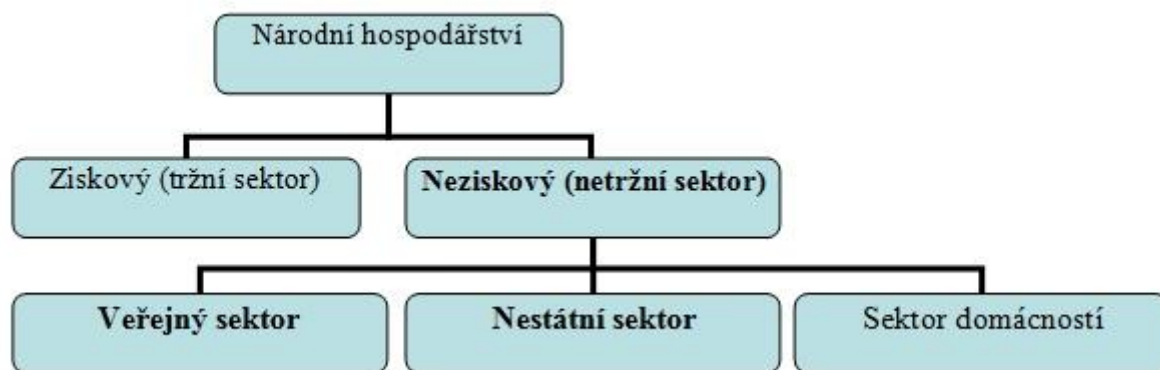 Národní hospodářství
Ziskový (tržní sektor)
Neziskový (netržní sektor)
Veřejný sektor
Nestátní sektor
Sektor domácností